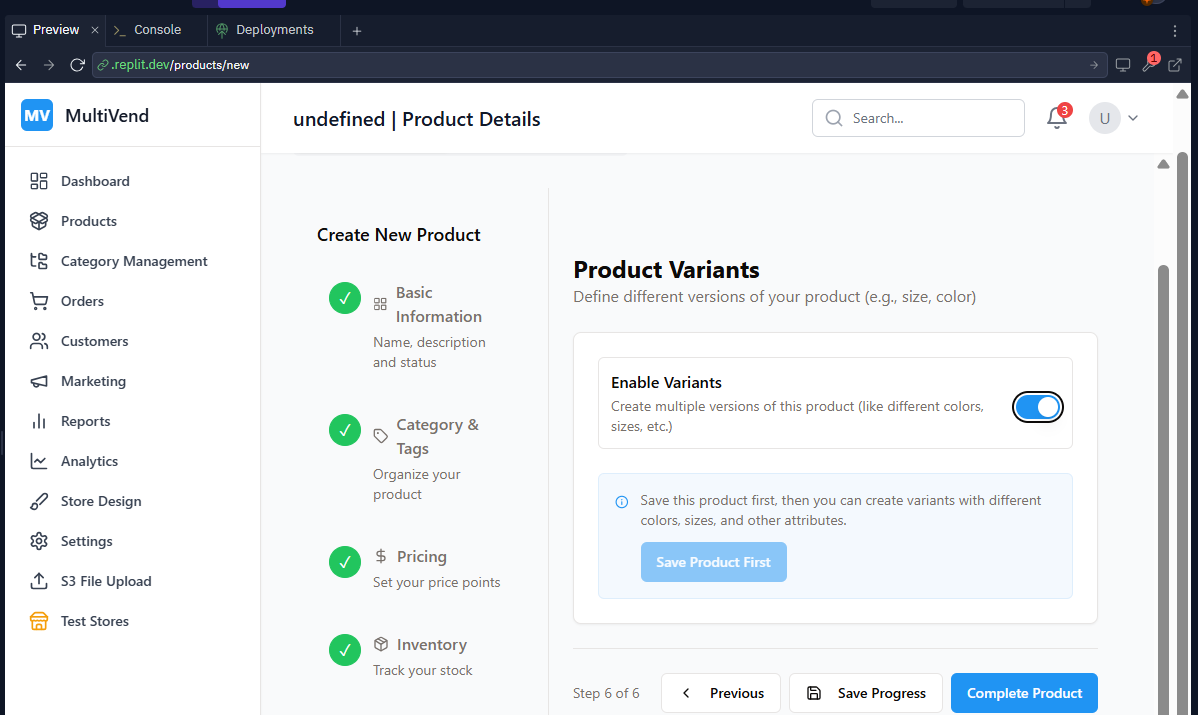 Preview
Console
Deployments
.replit.dev/products/new
1
MV
MultiVend
undefined | Product Details
Search...
3
U
Dashboard
Products
Category Management
Orders
Customers
Marketing
Reports
Analytics
Store Design
Settings
S3 File Upload
Test Stores
Create New Product
Basic
Information
Name, description
and status
Category &
Tags
Organize your
product
Pricing
Set your price points
Inventory
Track your stock
Product Variants
Define different versions of your product (e.g., size, color)
Enable Variants
Create multiple versions of this product (like different colors,
sizes, etc.)
Save this product first, then you can create variants with different
colors, sizes, and other attributes.
Save Product First
Step 6 of 6
Previous
Save Progress
Complete Product